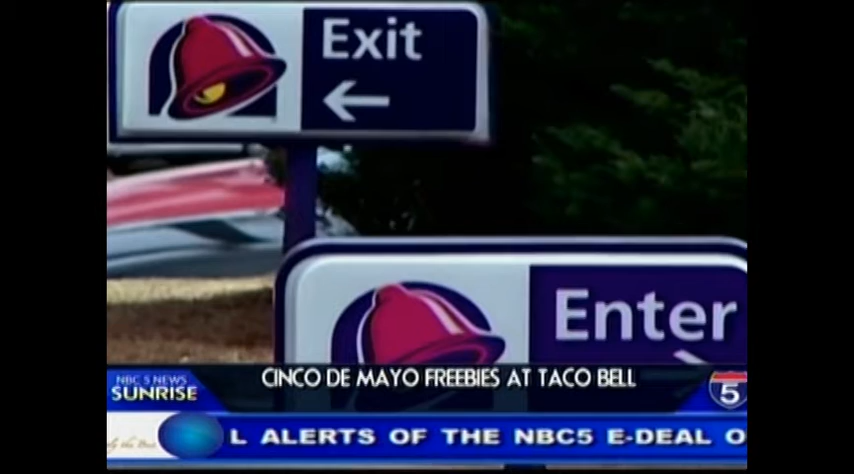 Exit
Enter
NBC 5 NEWS
SUNRISE
CINCO DE MAYO FREEBIES AT TACO BELL
5
L ALERTS OF THE NBC5 E-DEAL O